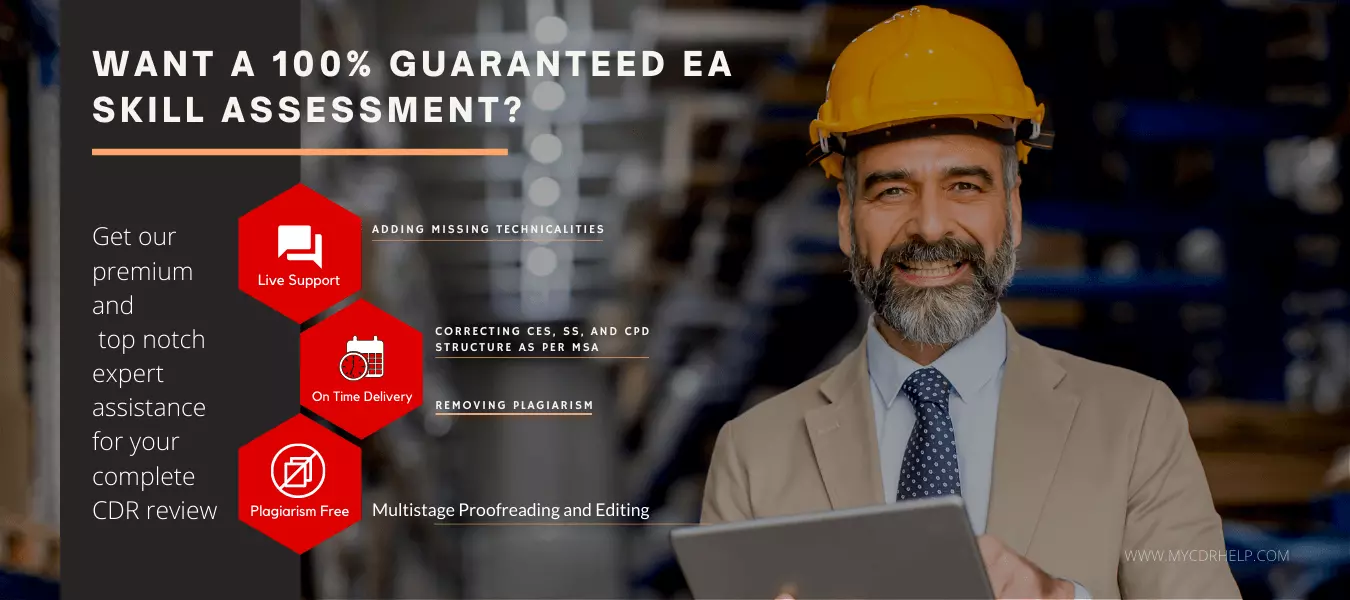 WANT A 100% GUARANTEED EA
SKILL ASSESSMENT?
Get our
premium
and
top notch
expert
assistance
for your
complete
CDR review
Live Support
On Time Delivery
Plagiarism Free
ADDING MISSING TECHNICALITIES
CORRECTING CES, SS, AND CPD
STRUCTURE AS PER MSA
REMOVING PLAGIARISM
Multistage Proofreading and Editing
WWW.MYCDRHELP.COM